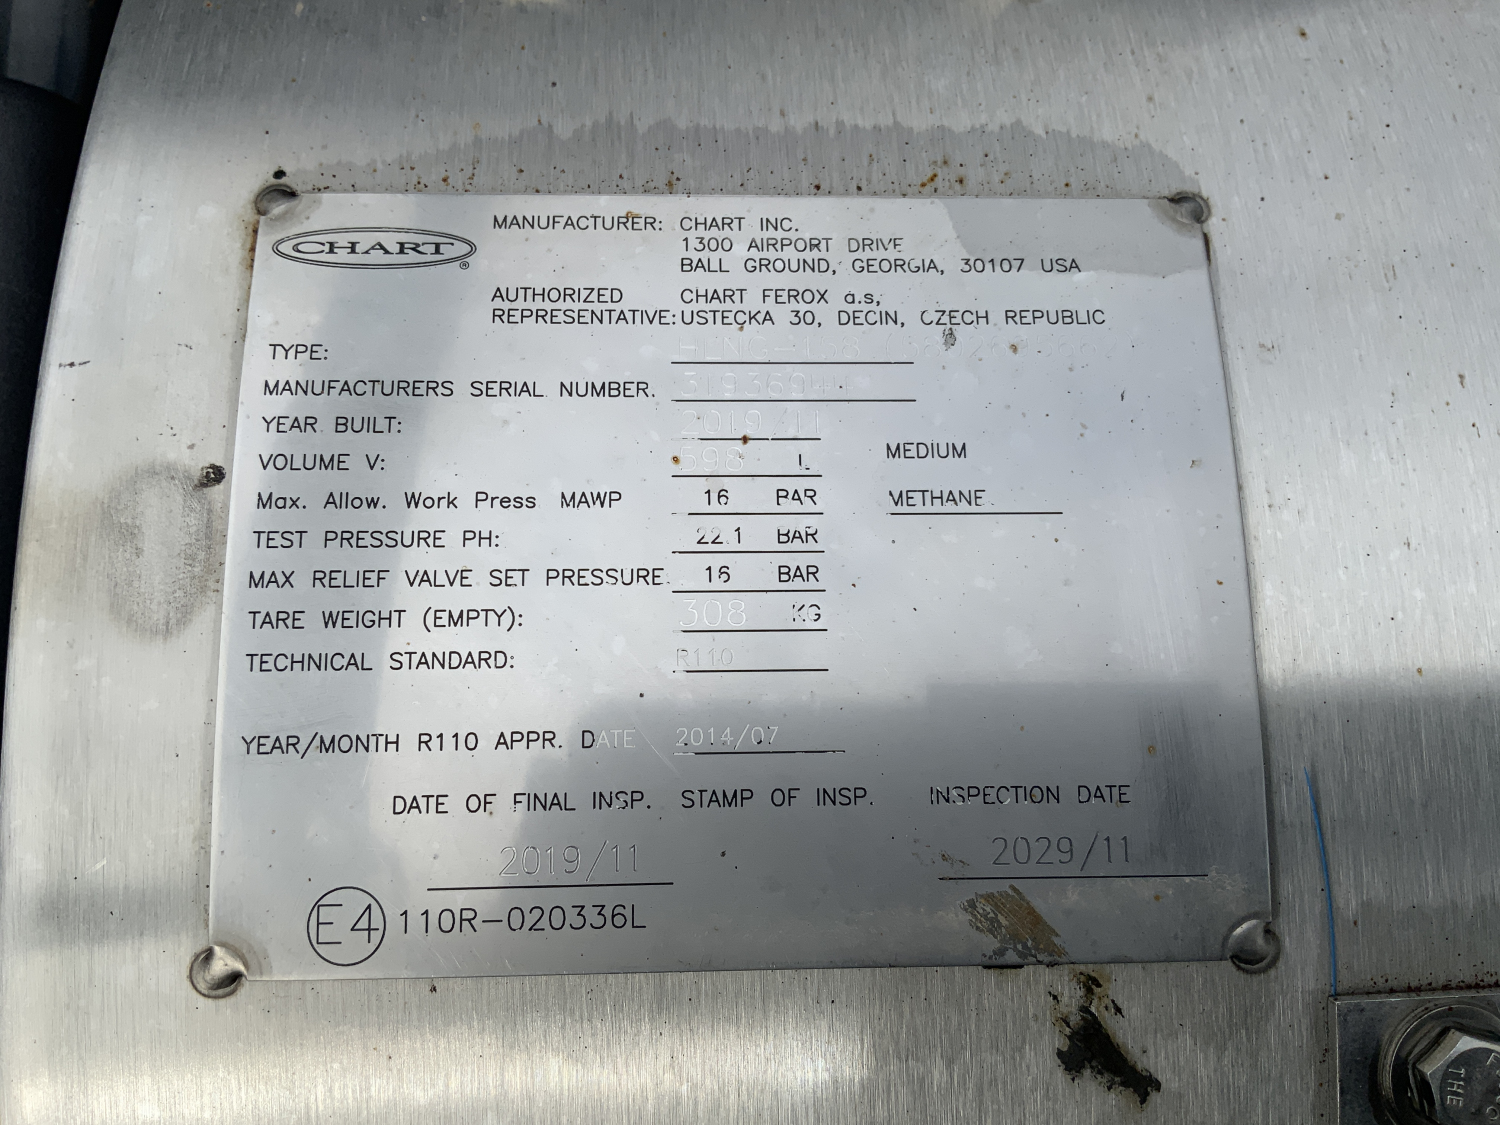 CHART®
MANUFACTURER: CHART INC.
1300 AIRPORT DRIVE
BALL GROUND, GEORGIA, 30107 USA
AUTHORIZED REPRESENTATIVE: CHART FEROX a.s,
USTECKA 30, DECIN, CZECH REPUBLIC
TYPE:
MANUFACTURERS SERIAL NUMBER.
YEAR BUILT: 2019/11
VOLUME V: 598 L
MEDIUM
Max. Allow. Work Press MAWP 16 BAR
METHANE
TEST PRESSURE PH: 22.1 BAR
MAX RELIEF VALVE SET PRESSURE. 16 BAR
TARE WEIGHT (EMPTY): 308 KG
TECHNICAL STANDARD: R110
YEAR/MONTH R110 APPR. DATE 2014/07
DATE OF FINAL INSP. STAMP OF INSP. INSPECTION DATE
2019/11 2029/11
E4 110R-020336L
THE